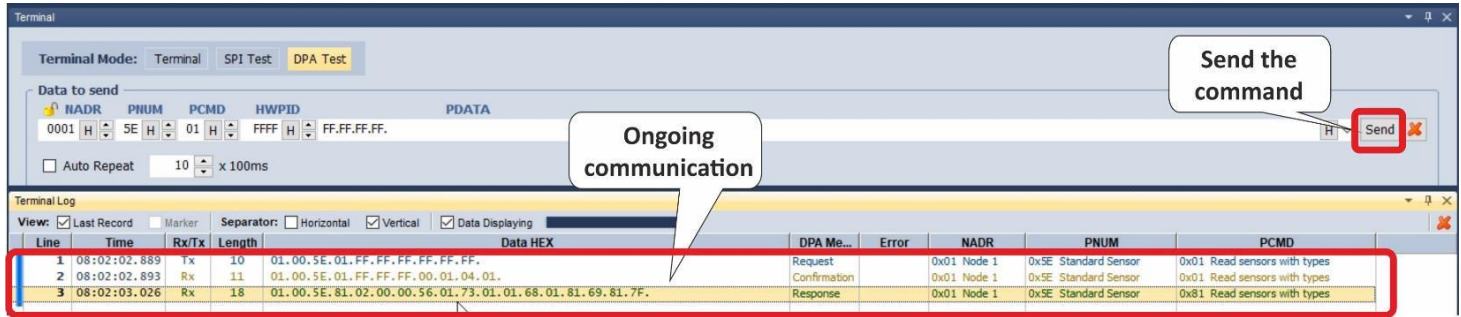 Terminal
Terminal Mode: Terminal SPI Test DPA Test
Send the
command
Data to send
NADR PNUM PCMD HWPID PDATA
0001 H 5E H 01 H FFFF H FF.FF.FF.FF. H Send
Ongoing
communication
Auto Repeat 10 x 100ms
Terminal Log
View: Last Record Marker Separator: Horizontal Vertical Data Displaying
Line Time Rx/Tx Length Data HEX DPA Me... Error NADR PNUM PCMD
1 08:02:02.889 Tx 10 01.00.5E.01.FF.FF.FF.FF.FF.FF. Request 0x01 Node 1 0x5E Standard Sensor 0x01 Read sensors with types
2 08:02:02.893 Rx 11 01.00.5E.01.FF.FF.FF.00.01.04.01. Confirmation 0x01 Node 1 0x5E Standard Sensor 0x01 Read sensors with types
3 08:02:03.026 Rx 18 01.00.5E.81.02.00.00.56.01.73.01.01.68.01.81.69.81.7F. Response 0x01 Node 1 0x5E Standard Sensor 0x81 Read sensors with types